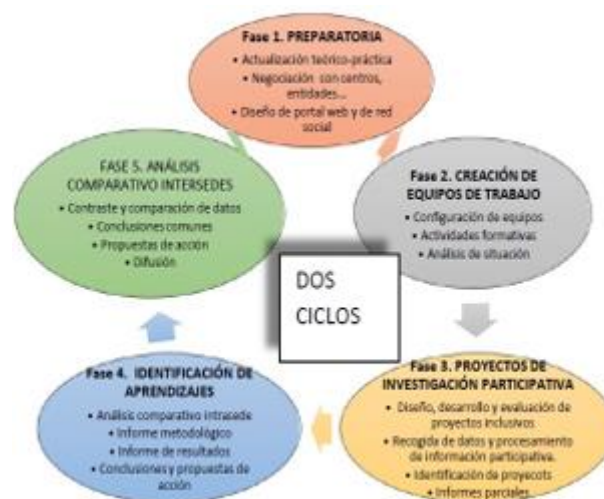 Fase 1. PREPARATORIA
• Actualización teórico-práctica
• Negociación con centros,
entidades...
• Diseño de portal web y de red
social
Fase 2. CREACIÓN DE
EQUIPOS DE TRABAJO
• Configuración de equipos
• Actividades formativas
• Análisis de situación
Fase 3. PROYECTOS DE
INVESTIGACIÓN PARTICIPATIVA
• Diseño, desarrollo y evaluación de
proyectos inclusivos
• Recogida de datos y procesamiento
de información participativa.
• Identificación de proyecots
• Informes parciales
Fase 4. IDENTIFICACIÓN DE
APRENDIZAJES
• Análisis comparativo intrasede
• Informe metodológico
• Informe de resultados
• Conclusiones y propuestas de
acción
FASE 5. ANÁLISIS
COMPARATIVO INTERSEDES
• Contraste y comparación de datos
• Conclusiones comunes
• Propuestas de acción
• Difusión
DOS
CICLOS